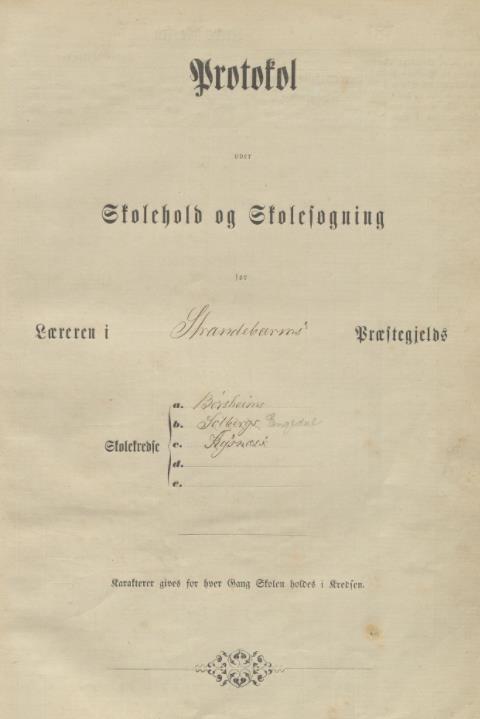 Protokol
over
Skolehold og Skolesøgning
for
Læreren i Strandebarms Præstegjelds
Skolekredse
a. Børsheims
b. Solbergs Engedal
c. Kysnæs
d.
e.
Karakterer gives for hver Gang Skolen holdes i Kredsen.